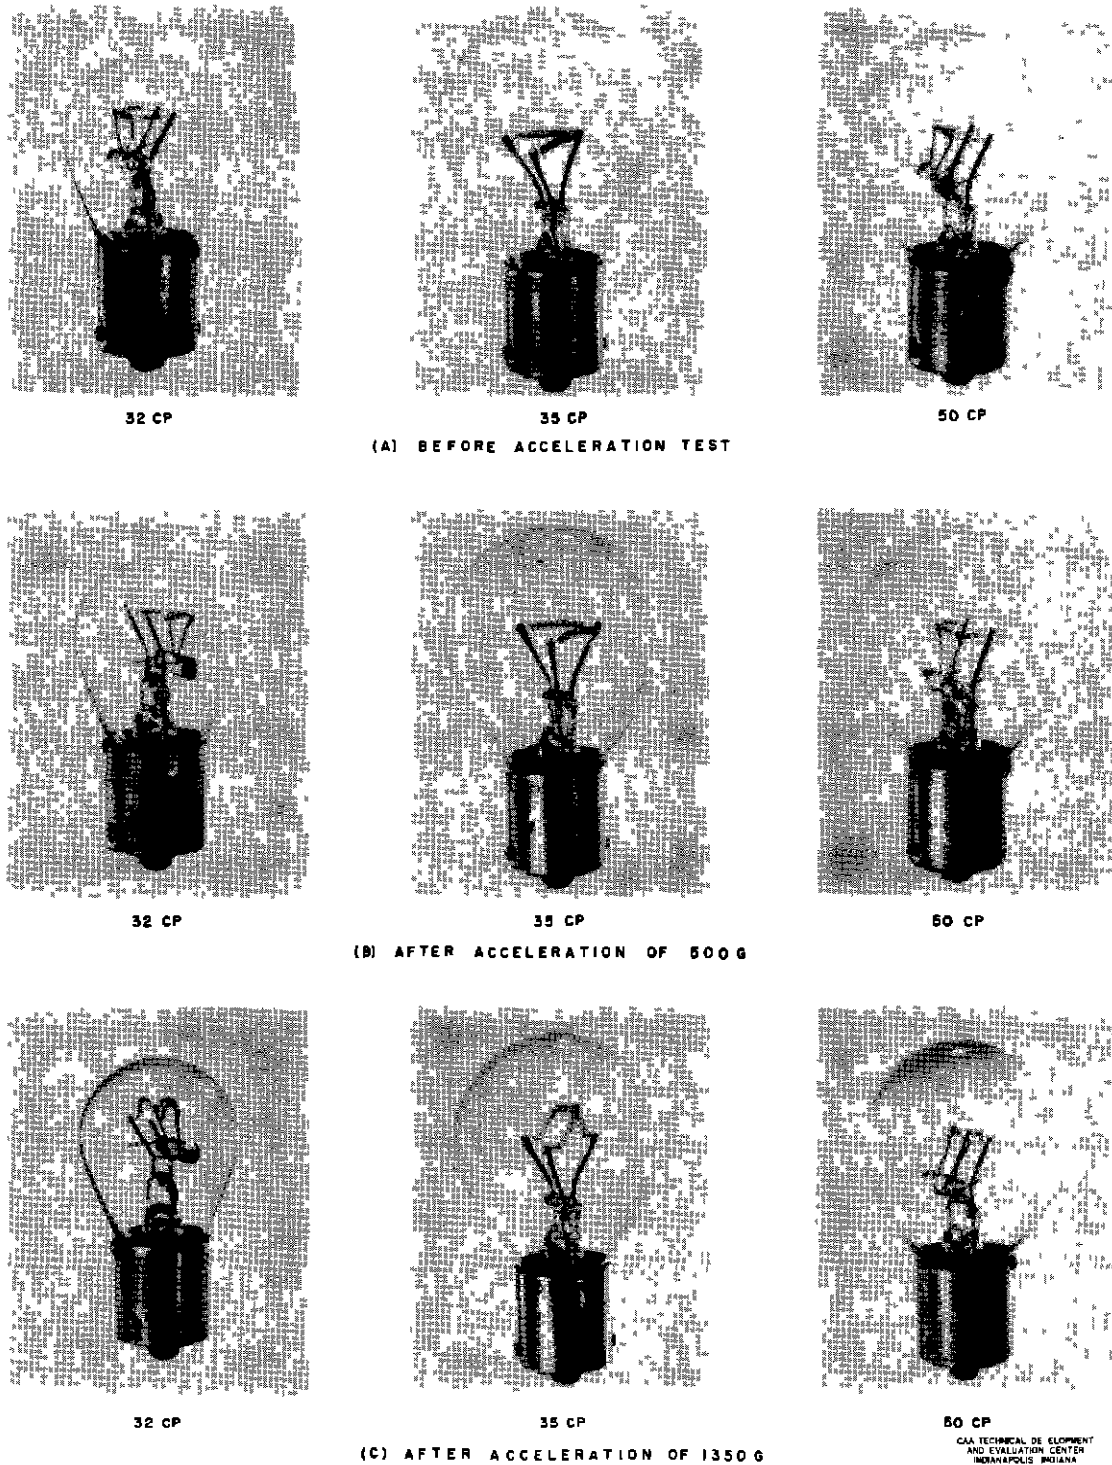 32 CP
35 CP
50 CP
(A) BEFORE ACCELERATION TEST
32 CP
35 CP
50 CP
(B) AFTER ACCELERATION OF 500 G
32 CP
35 CP
50 CP
(C) AFTER ACCELERATION OF 1350 G
CAA TECHNICAL DE ELOPMENT
AND EVALUATION CENTER
INDIANAPOLIS INDIANA